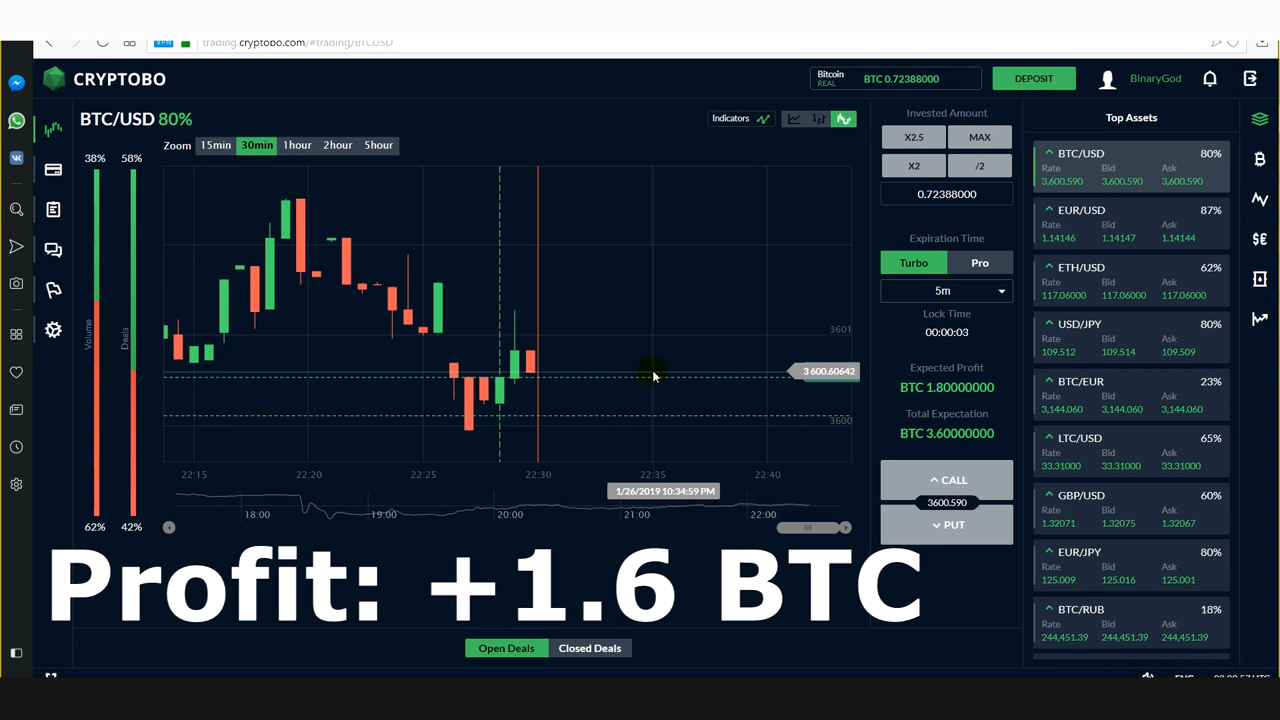 VPN trading.cryptobo.com/#trading/BTCUSD
CRYPTOBO
Bitcoin
REAL
BTC 0.72388000
DEPOSIT
BinaryGod
BTC/USD 80%
Indicators
Zoom 15min 30min 1hour 2hour 5hour
38% 58%
Volume
Deals
62% 42%
3601
3 600.60642
3600
22:15 22:20 22:25 22:30 22:35 22:40
1/26/2019 10:34:59 PM
18:00 19:00 20:00 21:00 22:00
Invested Amount
X2.5 MAX
X2 /2
0.72388000
Expiration Time
Turbo Pro
5m
Lock Time
00:00:03
Expected Profit
BTC 1.80000000
Total Expectation
BTC 3.60000000
CALL
3600.590
PUT
Top Assets
BTC/USD 80%
Rate Bid Ask
3,600.590 3,600.590 3,600.590
EUR/USD 87%
Rate Bid Ask
1.14146 1.14147 1.14144
ETH/USD 62%
Rate Bid Ask
117.06000 117.06000 117.06000
USD/JPY 80%
Rate Bid Ask
109.512 109.514 109.509
BTC/EUR 23%
Rate Bid Ask
3,144.060 3,144.060 3,144.060
LTC/USD 65%
Rate Bid Ask
33.31000 33.31000 33.31000
GBP/USD 60%
Rate Bid Ask
1.32071 1.32075 1.32067
EUR/JPY 80%
Rate Bid Ask
125.009 125.016 125.001
BTC/RUB 18%
Rate Bid Ask
244,451.39 244,451.39 244,451.39
Profit: +1.6 BTC
Open Deals Closed Deals